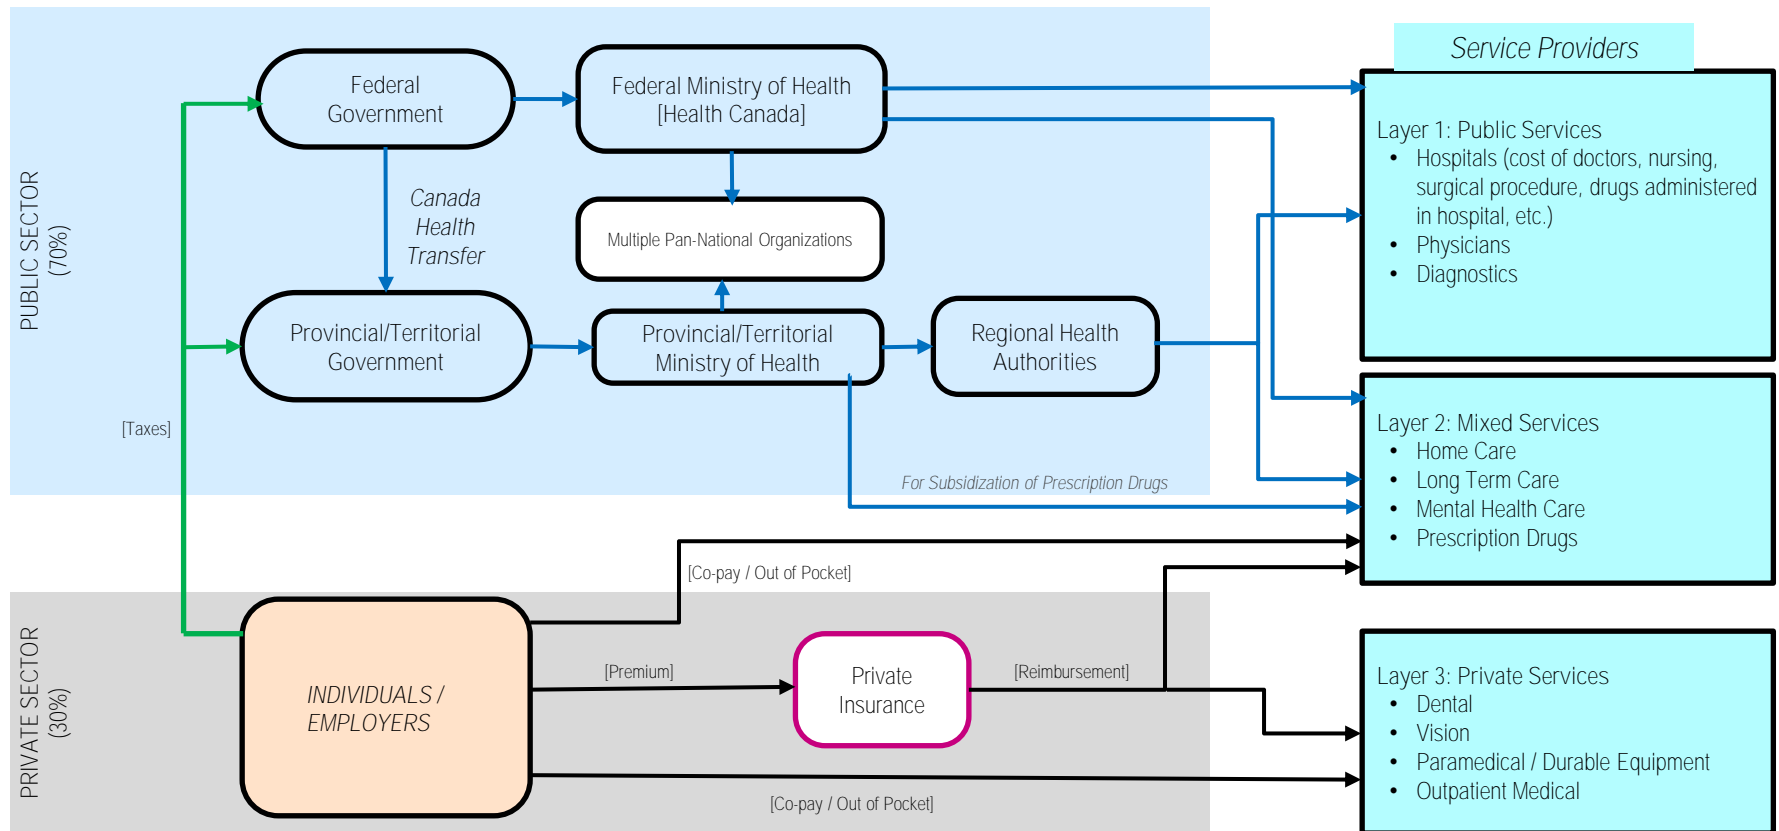 Service Providers
Federal
Government
Federal Ministry of Health
[Health Canada]
Canada
Health
Transfer
Multiple Pan-National Organizations
PUBLIC SECTOR
(70%)
Provincial/Territorial
Government
Provincial/Territorial
Ministry of Health
Regional Health
Authorities
[Taxes]
For Subsidization of Prescription Drugs
Layer 1: Public Services
• Hospitals (cost of doctors, nursing,
surgical procedure, drugs administered
in hospital, etc.)
• Physicians
• Diagnostics
Layer 2: Mixed Services
• Home Care
• Long Term Care
• Mental Health Care
• Prescription Drugs
[Co-pay / Out of Pocket]
PRIVATE SECTOR
(30%)
INDIVIDUALS /
EMPLOYERS
[Premium]
Private
Insurance
[Reimbursement]
[Co-pay / Out of Pocket]
Layer 3: Private Services
• Dental
• Vision
• Paramedical / Durable Equipment
• Outpatient Medical